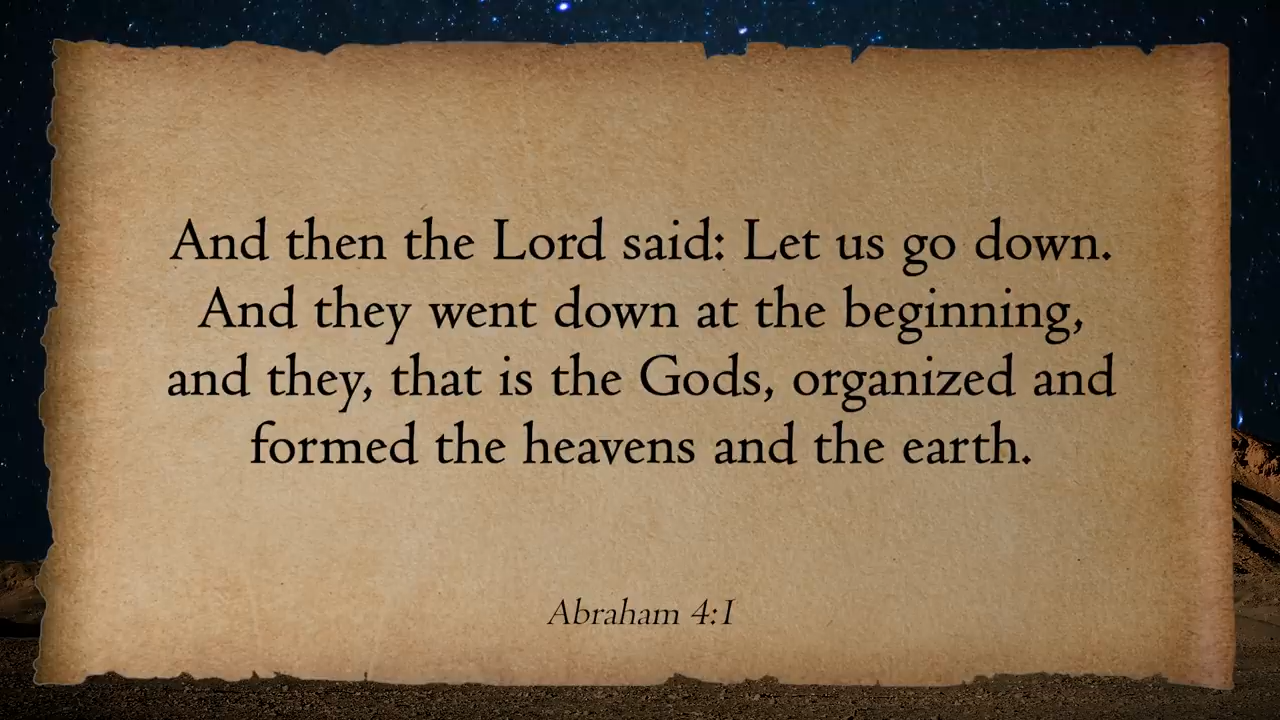 And then the Lord said: Let us go down.
And they went down at the beginning,
and they, that is the Gods, organized and
formed the heavens and the earth.
Abraham 4:1